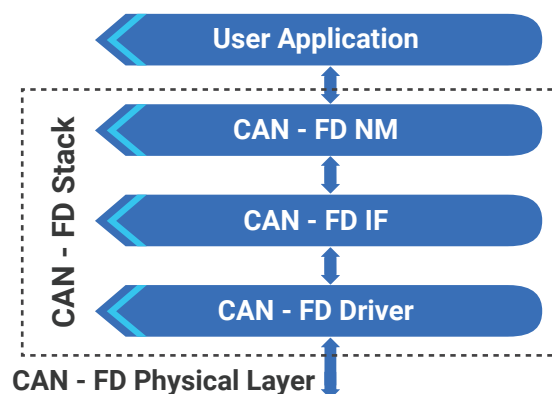 User Application
CAN - FD Stack
CAN - FD NM
CAN - FD IF
CAN - FD Driver
CAN - FD Physical Layer